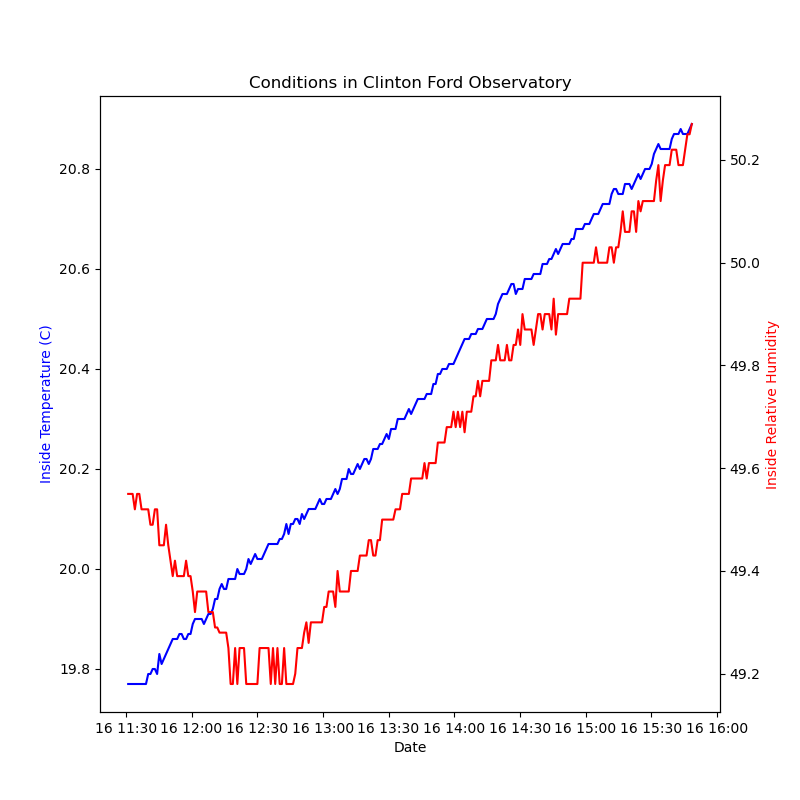 Conditions in Clinton Ford Observatory
Inside Temperature (C)
20.8
20.6
20.4
20.2
20.0
19.8
50.2
50.0
49.8
49.6
49.4
49.2
Inside Relative Humidity
16 11:30 16 12:00 16 12:30 16 13:00 16 13:30 16 14:00 16 14:30 16 15:00 16 15:30 16 16:00
Date